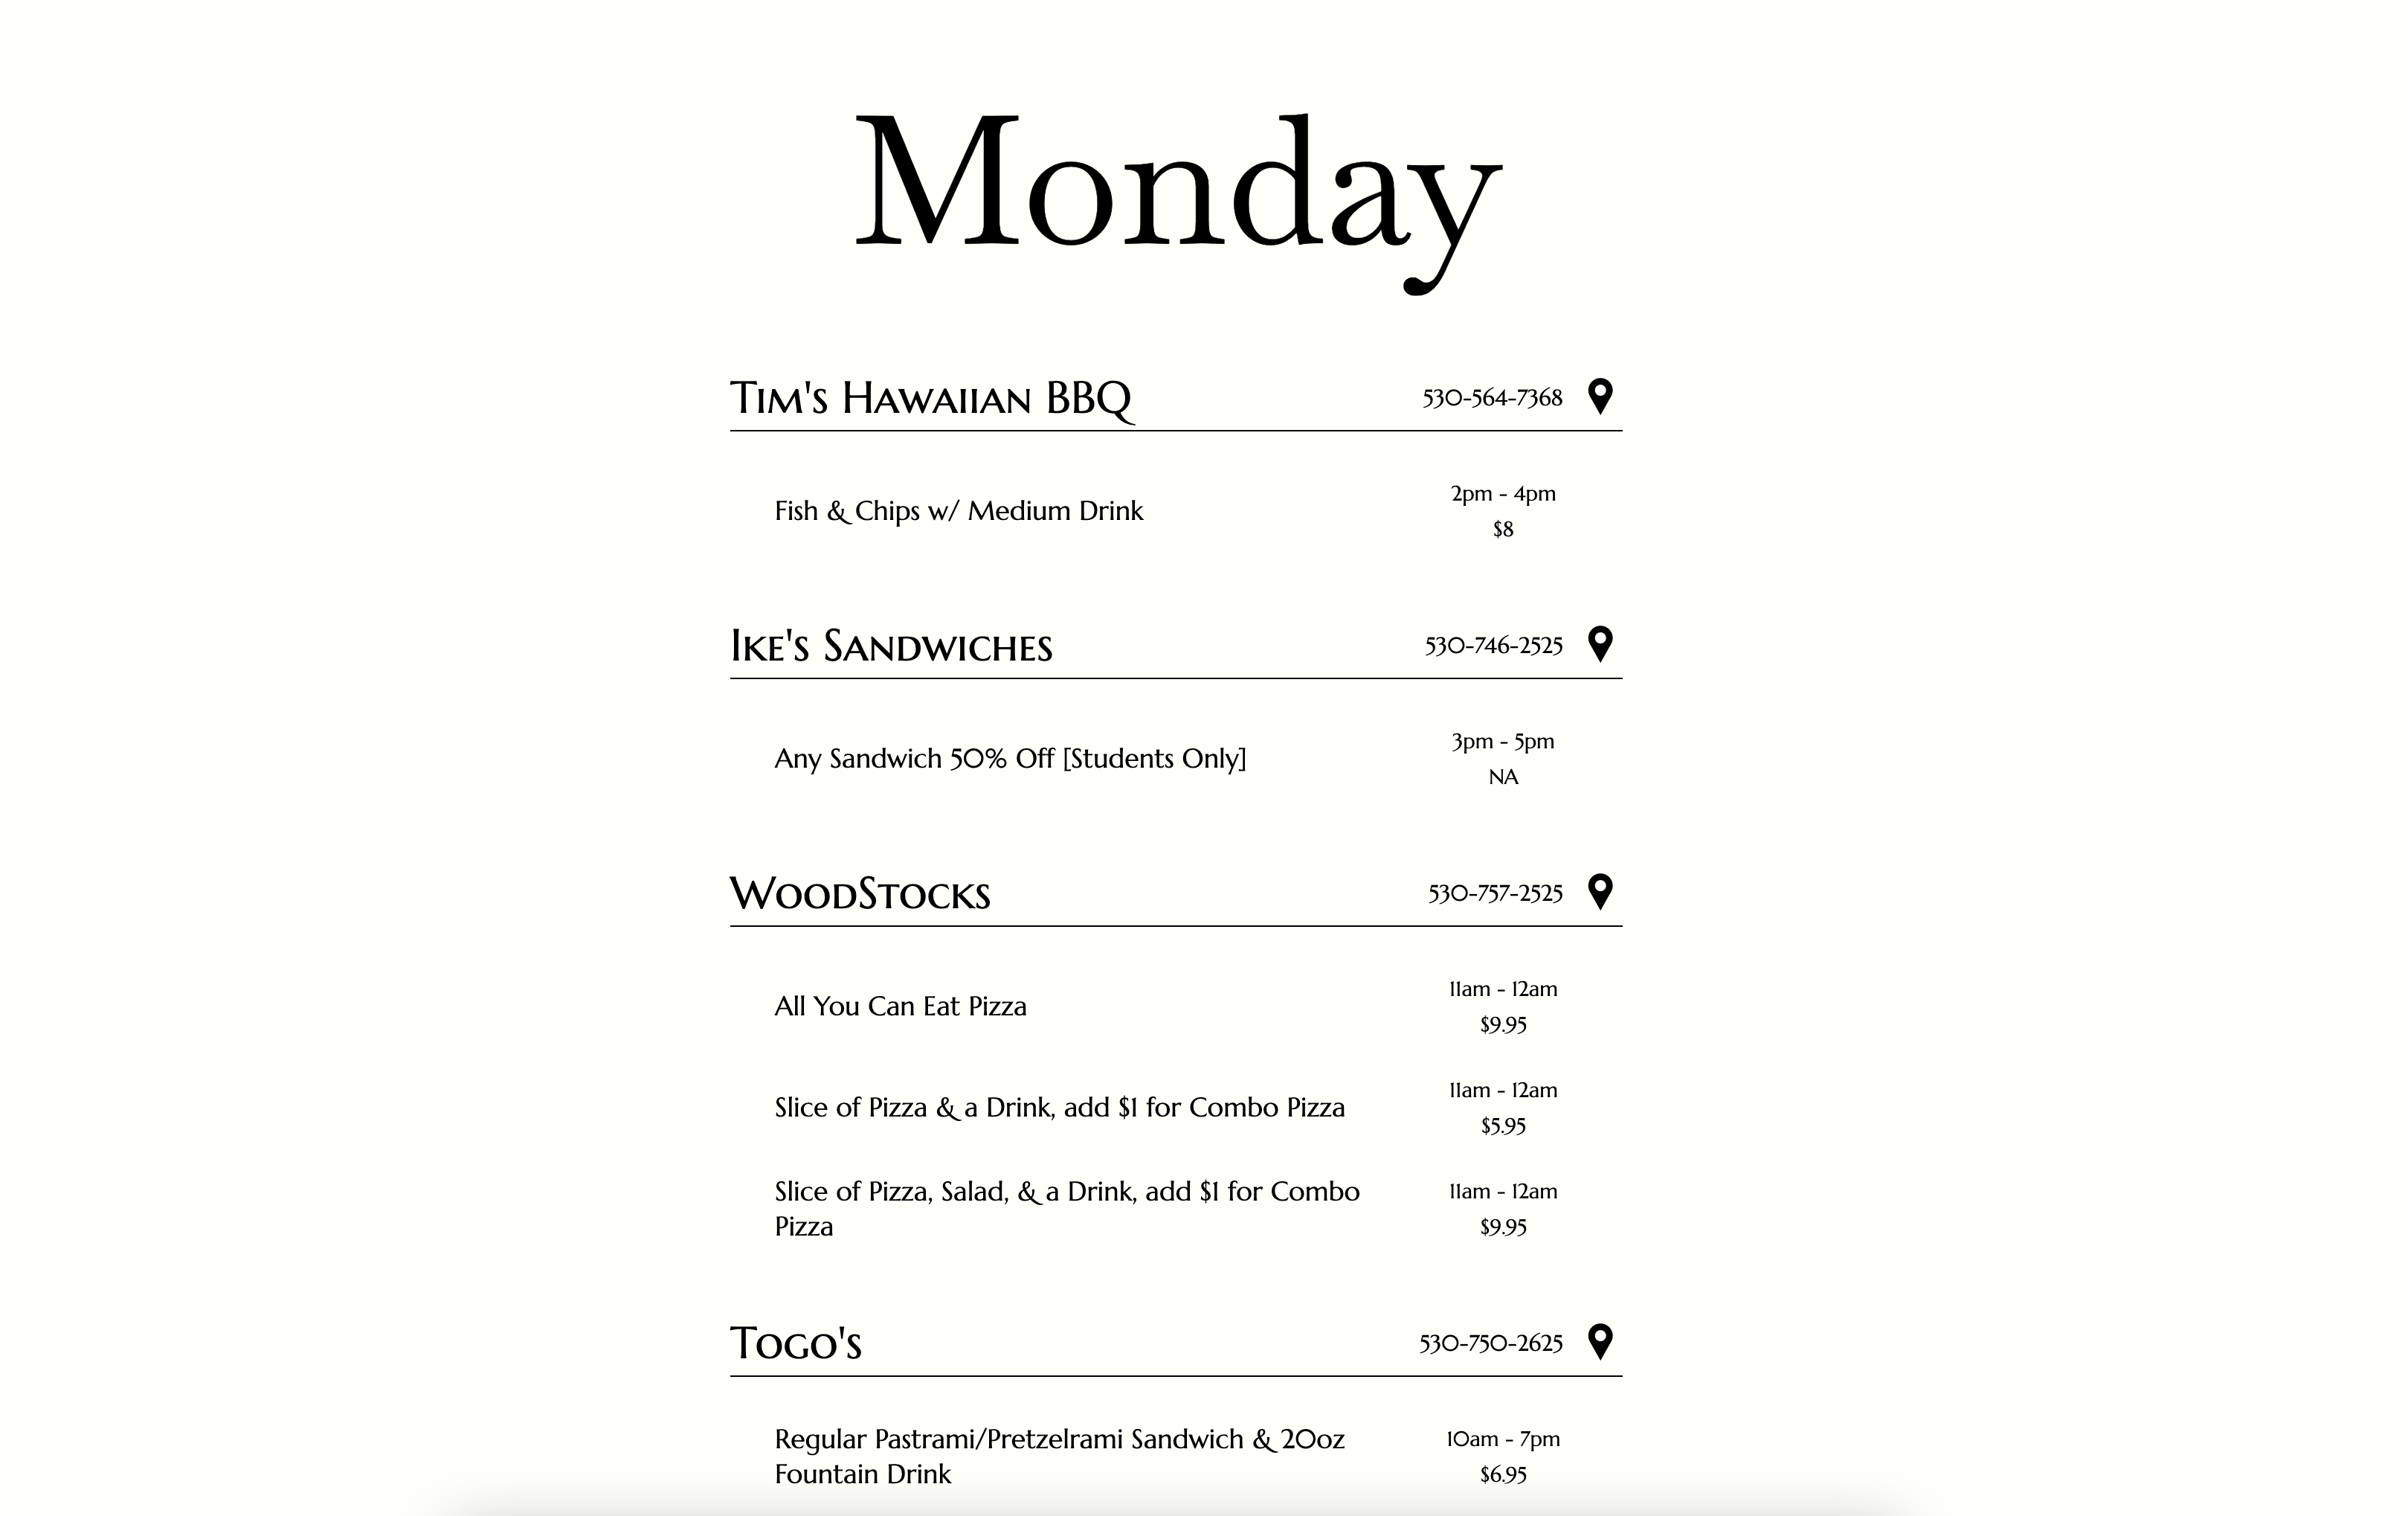 Monday
Tim's Hawaiian BBQ 530-564-7368
Fish & Chips w/ Medium Drink
2pm - 4pm
$8
Ike's Sandwiches 530-746-2525
Any Sandwich 50% Off [Students Only]
3pm - 5pm
NA
WoodStocks 530-757-2525
All You Can Eat Pizza
11am - 12am
$9.95
Slice of Pizza & a Drink, add $1 for Combo Pizza
11am - 12am
$5.95
Slice of Pizza, Salad, & a Drink, add $1 for Combo
Pizza
11am - 12am
$9.95
Togo's 530-750-2625
Regular Pastrami/Pretzelrami Sandwich & 20oz
Fountain Drink
10am - 7pm
$6.95